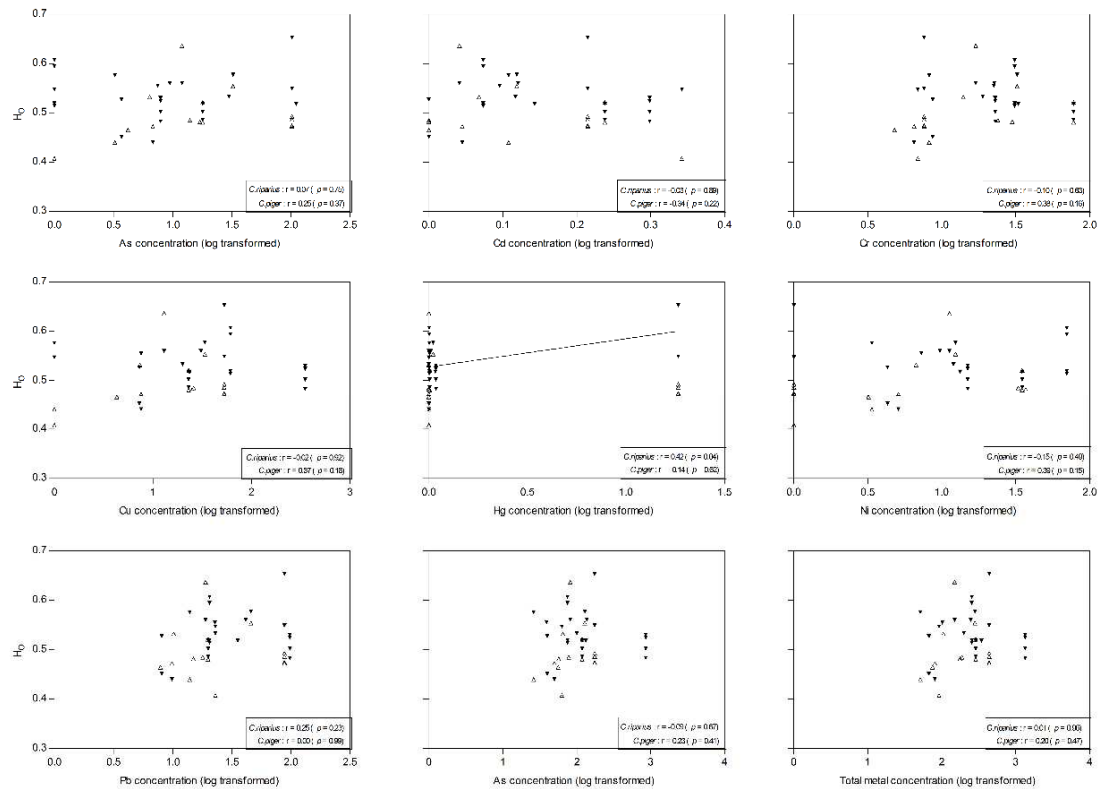 0.7
0.6
0.5
0.4
0.3
H_O
0.0 0.5 1.0 1.5 2.0 2.5
As concentration (log transformed)
C.riparius : r = 0.07 ( p = 0.75)
C.piger : r = 0.25 ( p = 0.37)
0.0 0.1 0.2 0.3 0.4
Cd concentration (log transformed)
C.riparius : r = -0.03 ( p = 0.89)
C.piger : r = -0.34 ( p = 0.22)
0.0 0.5 1.0 1.5 2.0
Cr concentration (log transformed)
C.riparius : r = -0.10 ( p = 0.63)
C.piger : r = 0.38 ( p = 0.16)
0.7
0.6
0.5
0.4
0.3
H_O
0 1 2 3
Cu concentration (log transformed)
C.riparius : r = -0.02 ( p = 0.92)
C.piger : r = 0.37 ( p = 0.18)
0.0 0.5 1.0 1.5
Hg concentration (log transformed)
C.riparius : r = 0.42 ( p = 0.04)
C.piger : r = 0.14 ( p = 0.62)
0.0 0.5 1.0 1.5 2.0
Ni concentration (log transformed)
C.riparius : r = -0.15 ( p = 0.49)
C.piger : r = 0.39 ( p = 0.15)
0.7
0.6
0.5
0.4
0.3
H_O
0.0 0.5 1.0 1.5 2.0 2.5
Pb concentration (log transformed)
C.riparius : r = 0.25 ( p = 0.23)
C.piger : r = 0.00 ( p = 0.99)
0 1 2 3 4
As concentration (log transformed)
C.riparius : r = -0.09 ( p = 0.67)
C.piger : r = 0.23 ( p = 0.41)
0 1 2 3 4
Total metal concentration (log transformed)
C.riparius : r = 0.01 ( p =
C.piger : r = 0.20 ( p = 0.47)